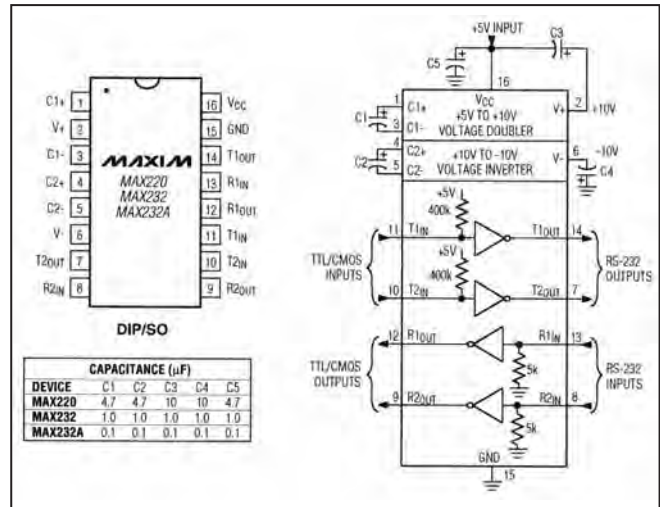 C1+ 1
V+ 2
C1- 3
C2+ 4
C2- 5
V- 6
T2OUT 7
R2IN 8
16 VCC
15 GND
14 T1OUT
13 R1IN
12 R1OUT
11 T1IN
10 T2IN
9 R2OUT
MAXIM
MAX220
MAX232
MAX232A
DIP/SO
CAPACITANCE (µF)
DEVICE C1 C2 C3 C4 C5
MAX220 4.7 4.7 10 10 4.7
MAX232 1.0 1.0 1.0 1.0 1.0
MAX232A 0.1 0.1 0.1 0.1 0.1
+5V INPUT
C3
C5
16
1 C1+
C1
3 C1-
VCC
+5V TO +10V
VOLTAGE DOUBLER
V+ 2 +10V
4 C2+
C2
5 C2-
+10V TO -10V
VOLTAGE INVERTER
V- 6 -10V
C4
+5V
400k
11 T1IN
T1OUT 14
+5V
400k
10 T2IN
T2OUT 7
TTL/CMOS
INPUTS
RS-232
OUTPUTS
12 R1OUT
R1IN 13
5k
9 R2OUT
R2IN 8
5k
TTL/CMOS
OUTPUTS
RS-232
INPUTS
GND
15